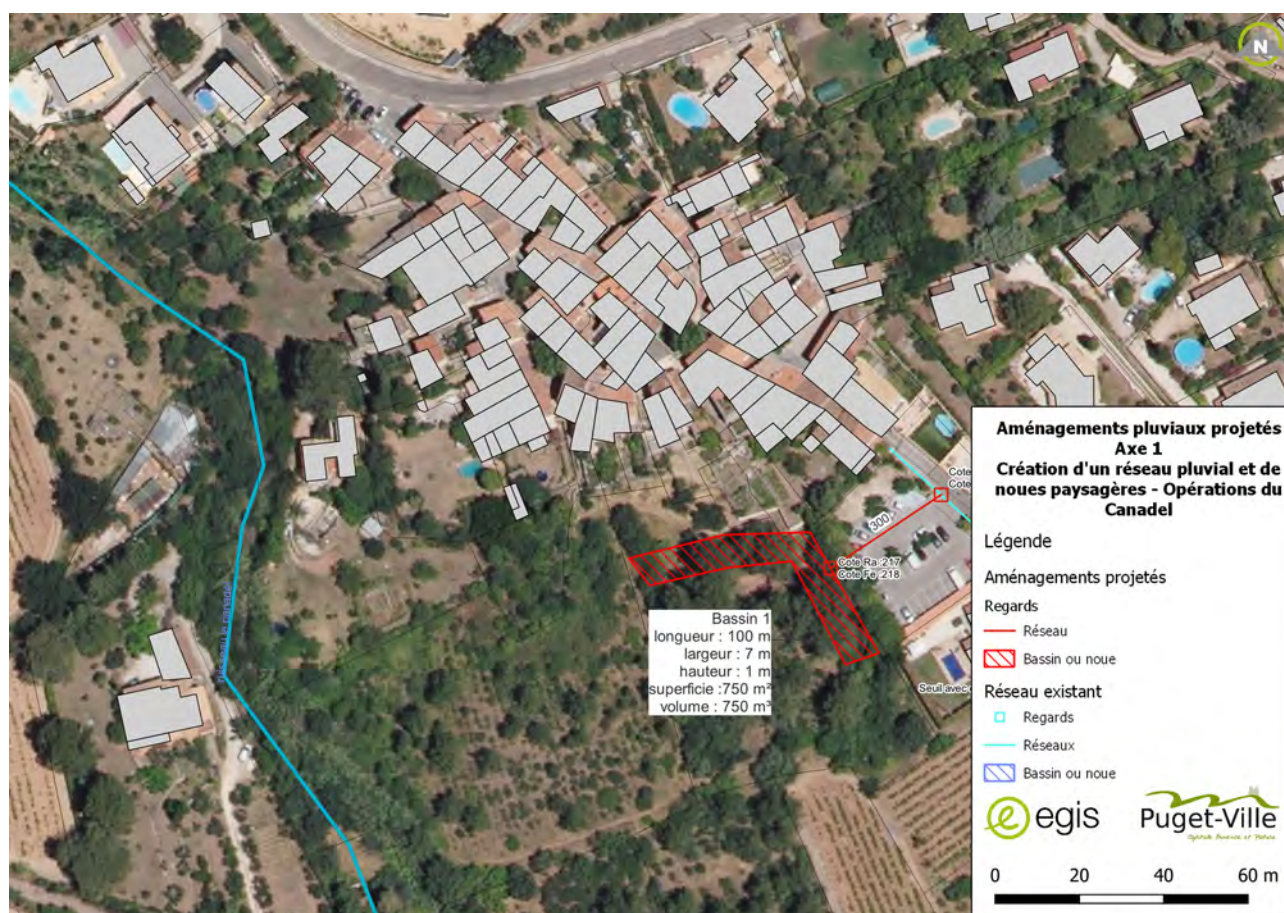 N
Cote
Cote
300
Cote Ra :217
Cote Fe :218
Bassin 1
longueur : 100 m
largeur : 7 m
hauteur : 1 m
superficie :750 m²
volume : 750 m³
Seuil avec
Aménagements pluviaux projetés
Axe 1
Création d'un réseau pluvial et de
noues paysagères - Opérations du
Canadel
Légende
Aménagements projetés
Regards
Réseau
Bassin ou noue
Réseau existant
Regards
Réseaux
Bassin ou noue
egis
Puget-Ville
0 20 40 60 m